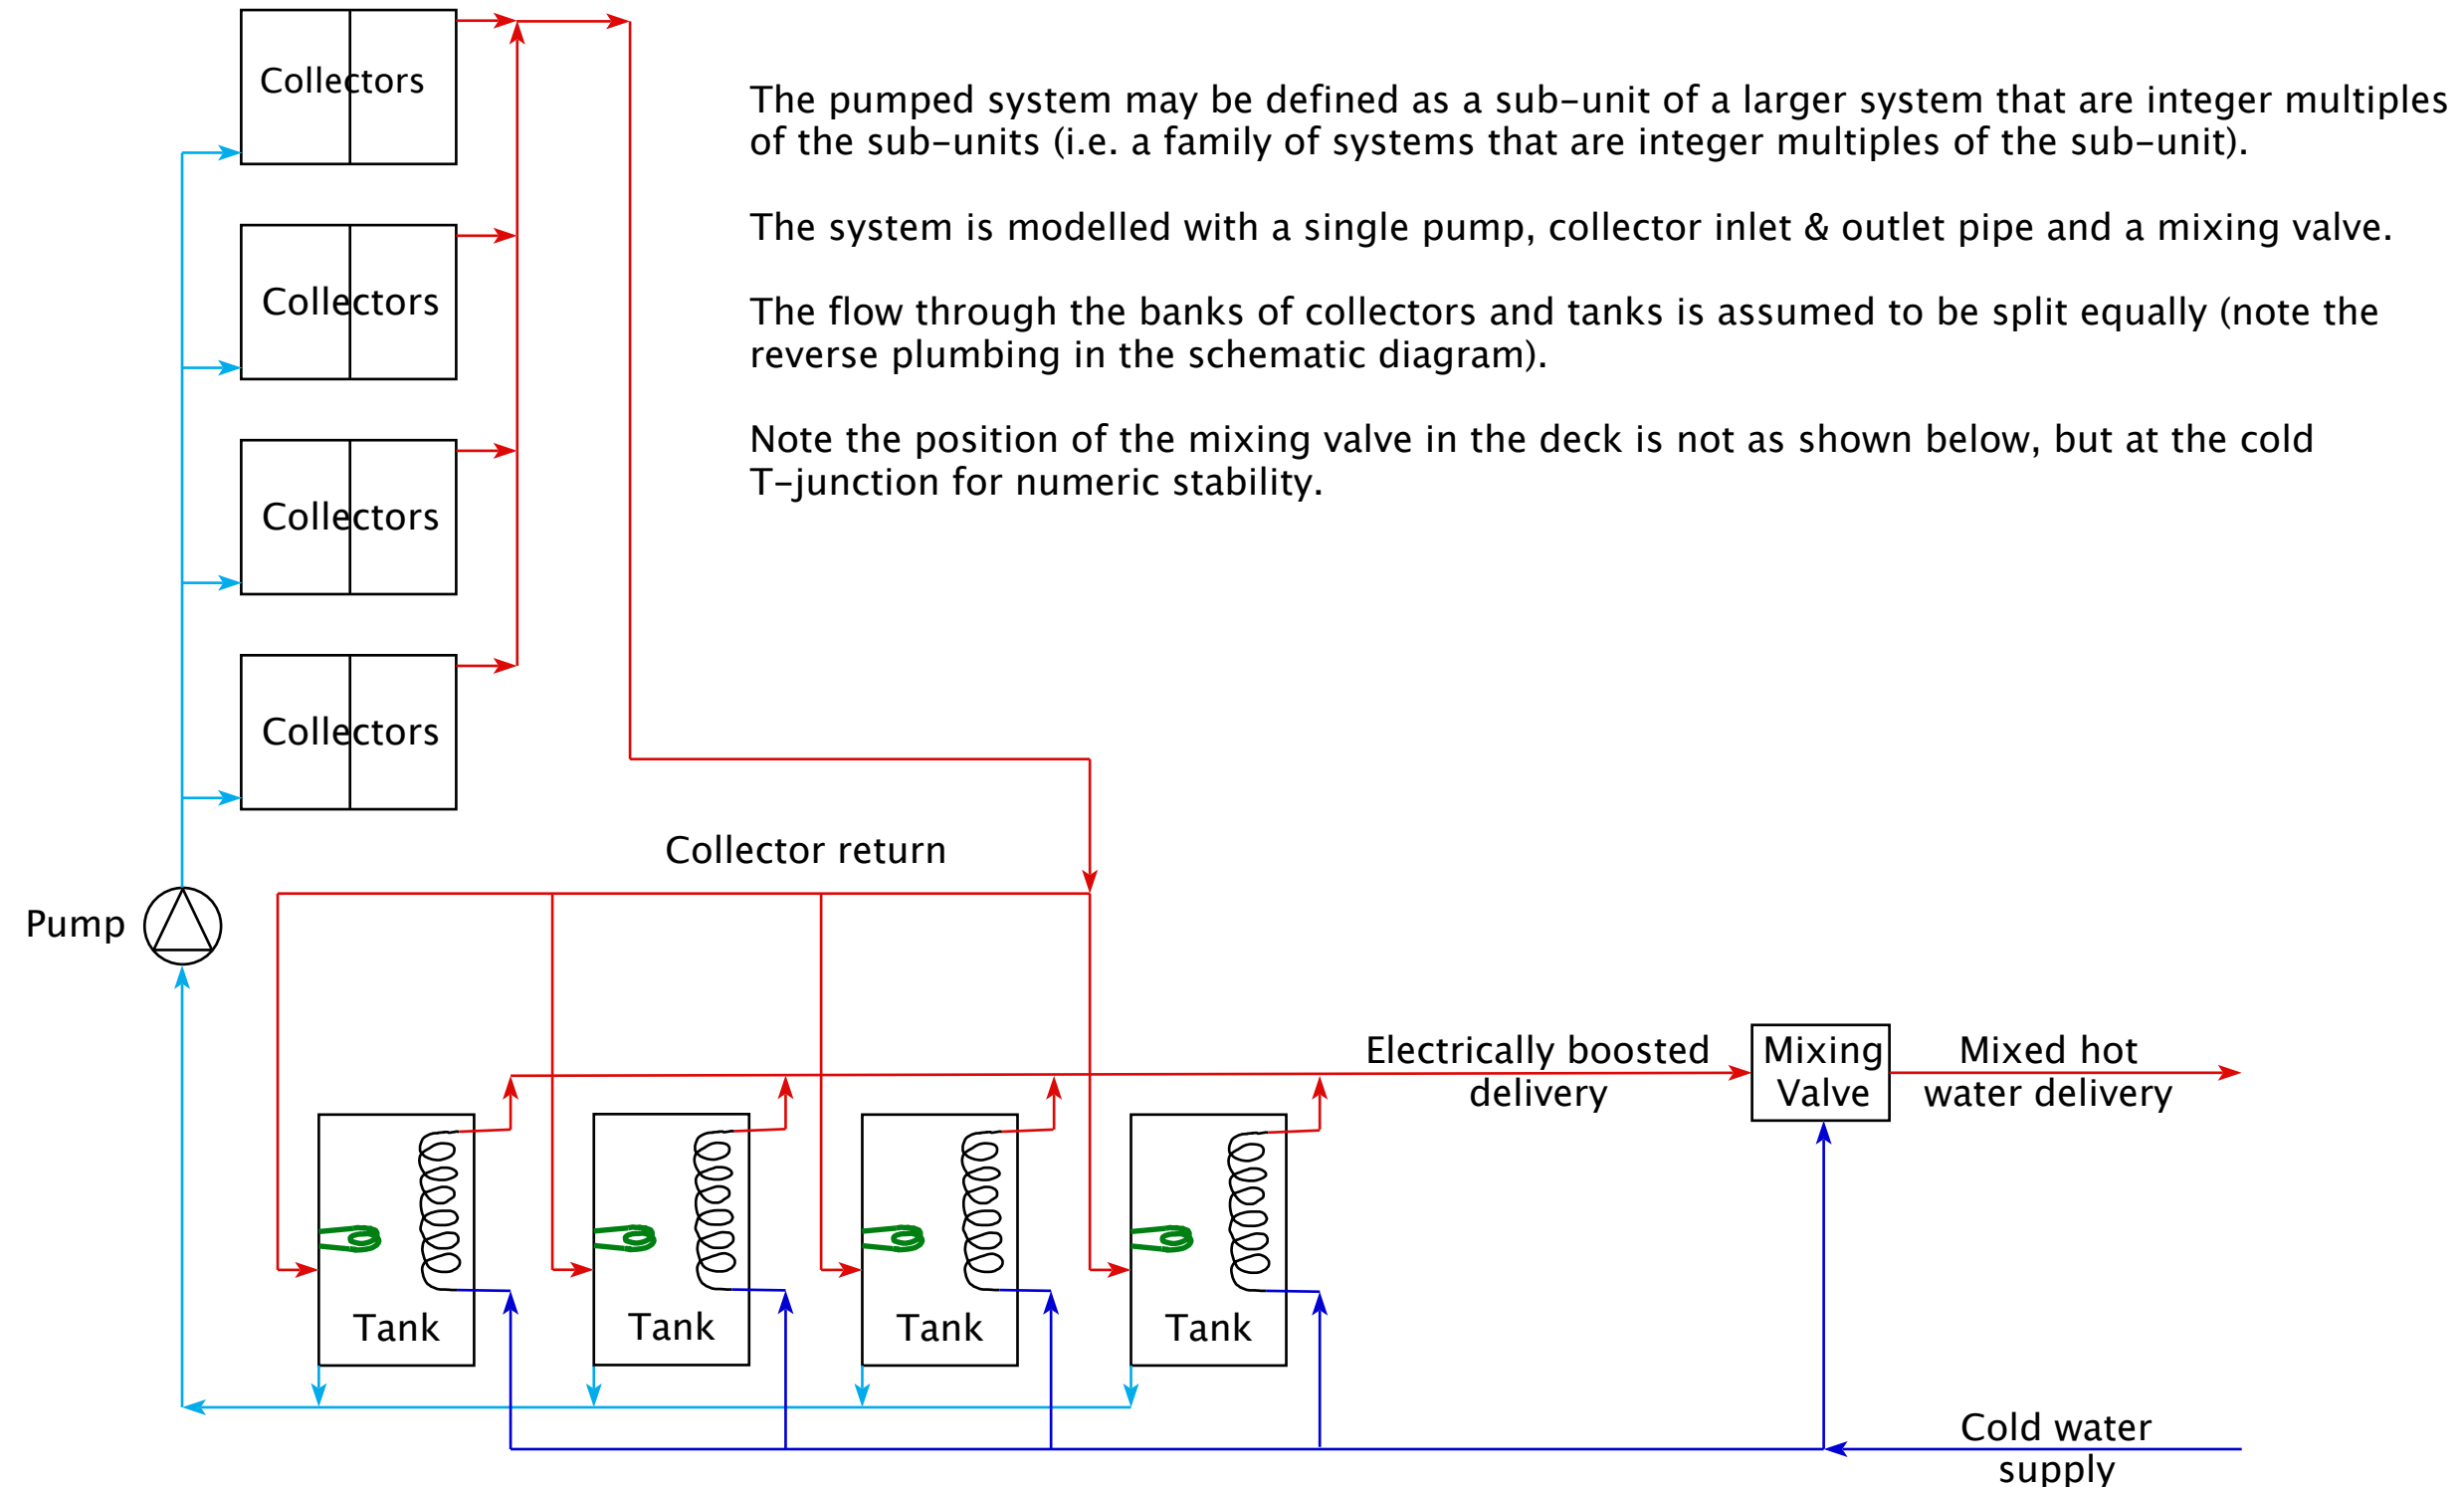 Collectors
The pumped system may be defined as a sub-unit of a larger system that are integer multiples
of the sub-units (i.e. a family of systems that are integer multiples of the sub-unit).
The system is modelled with a single pump, collector inlet & outlet pipe and a mixing valve.
Collectors
The flow through the banks of collectors and tanks is assumed to be split equally (note the
reverse plumbing in the schematic diagram).
Note the position of the mixing valve in the deck is not as shown below, but at the cold
T-junction for numeric stability.
Collectors
Collectors
Collector return
Pump
Electrically boosted
delivery
Mixing
Valve
Mixed hot
water delivery
Tank
Tank
Tank
Tank
Cold water
supply